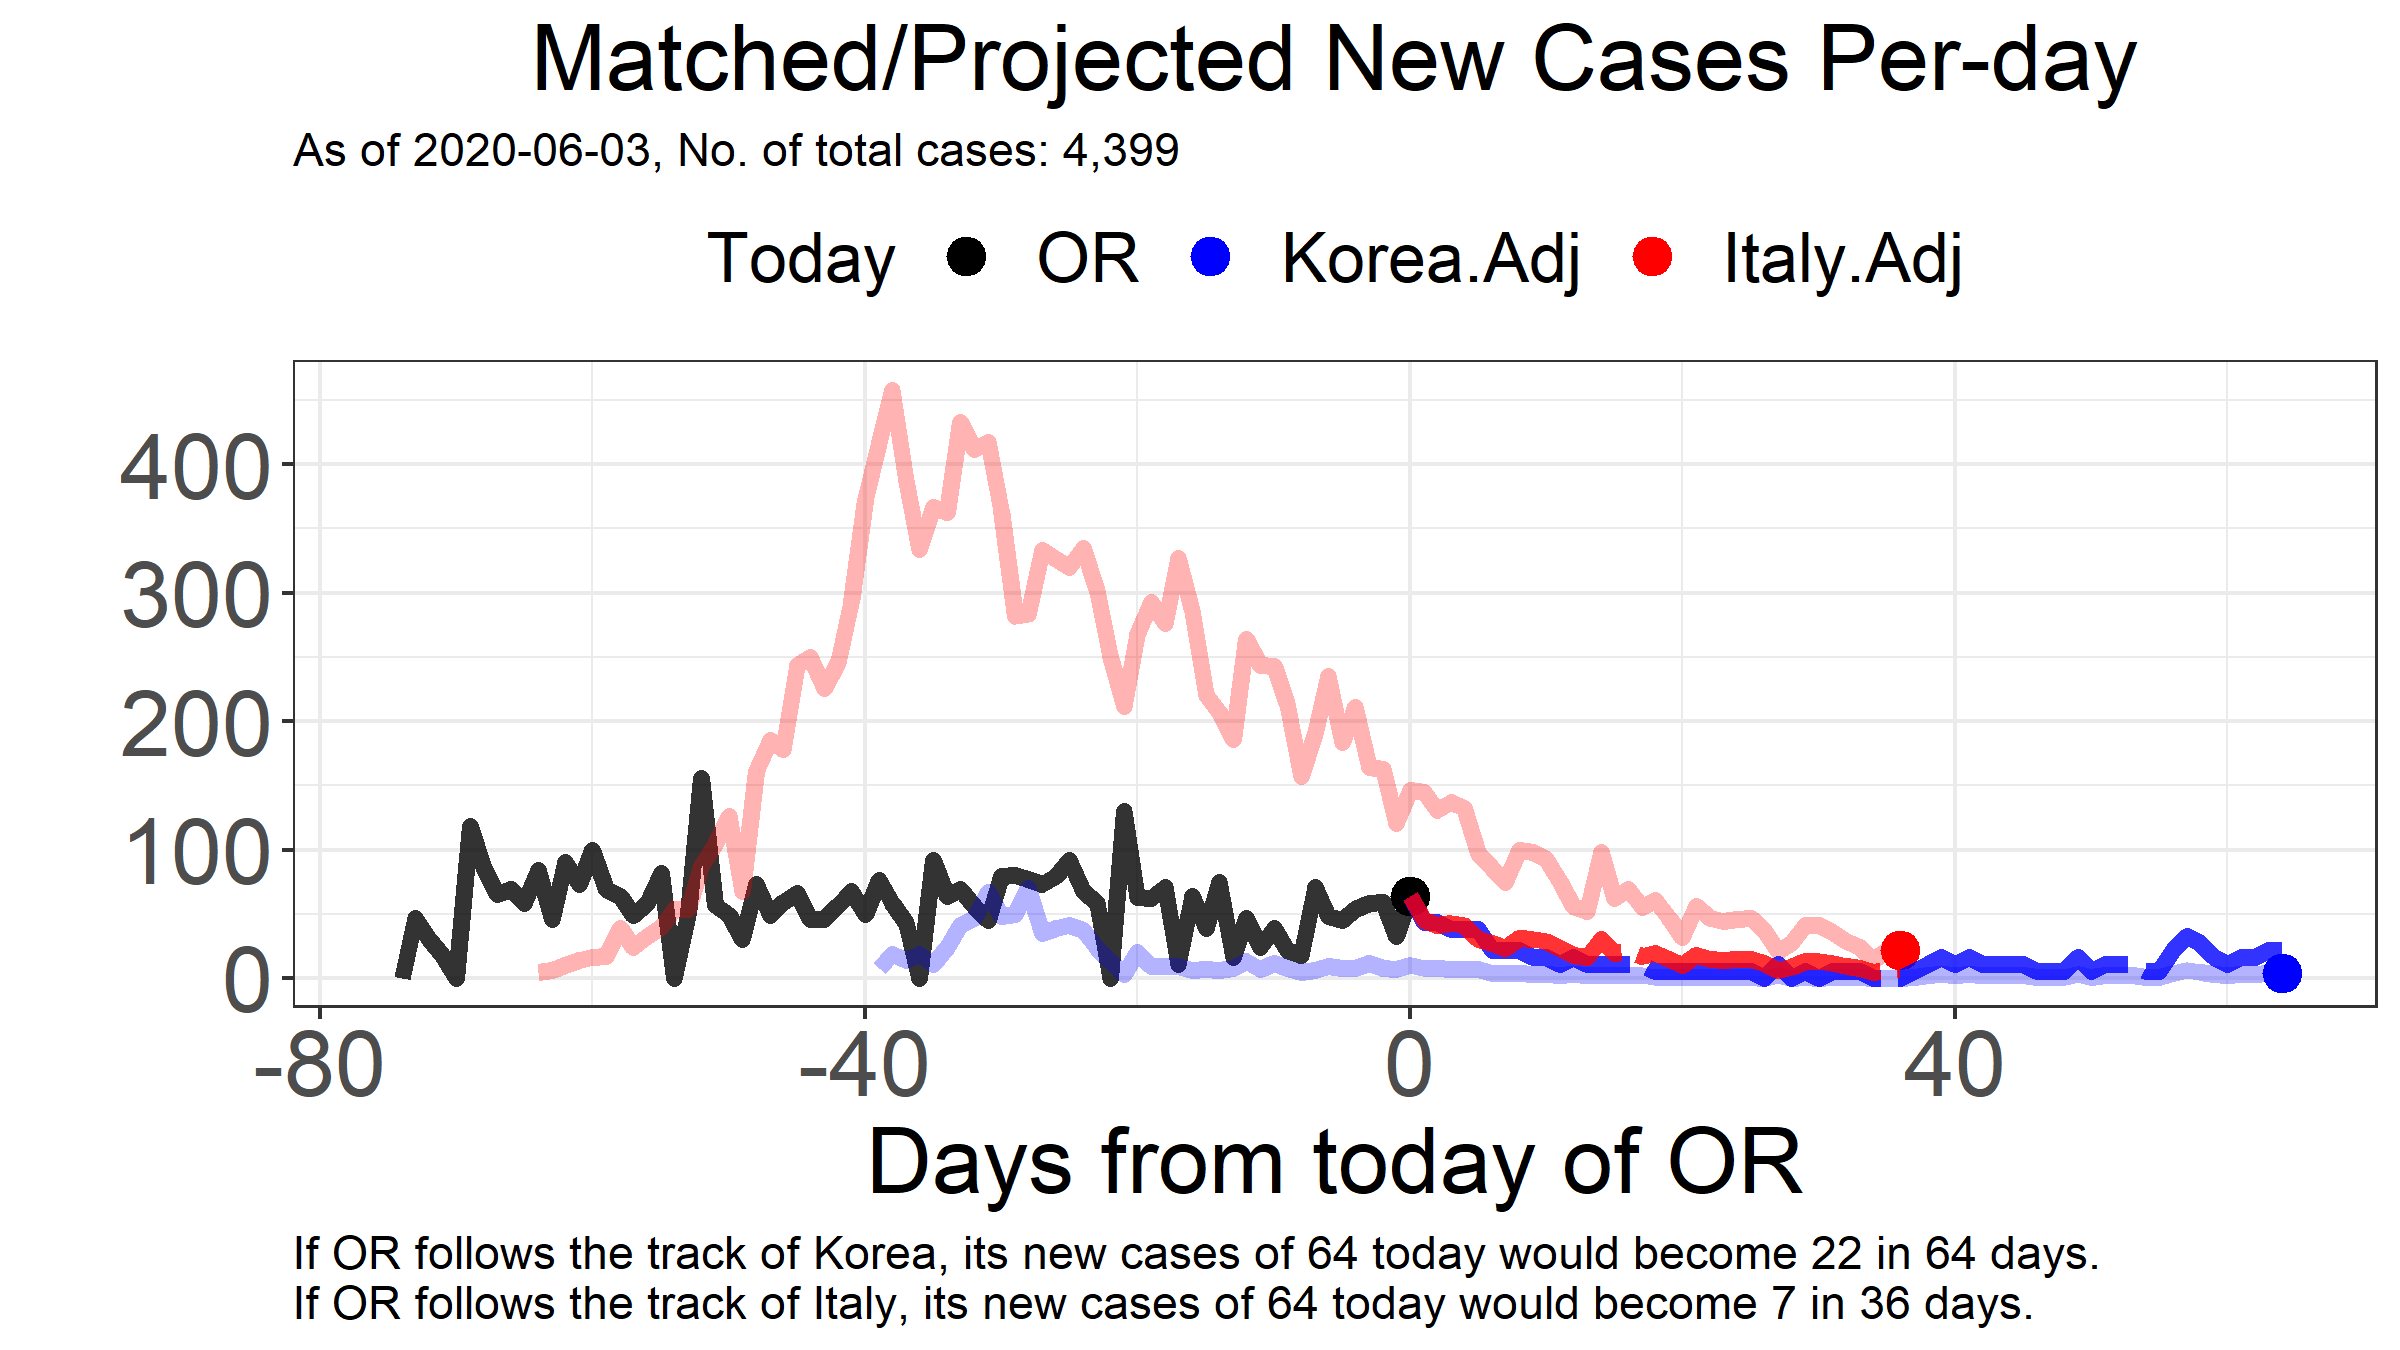 Matched/Projected New Cases Per-day
As of 2020-06-03, No. of total cases: 4,399
Today OR Korea.Adj Italy.Adj
400
300
200
100
0
-80 -40 0 40
Days from today of OR
If OR follows the track of Korea, its new cases of 64 today would become 22 in 64 days.
If OR follows the track of Italy, its new cases of 64 today would become 7 in 36 days.